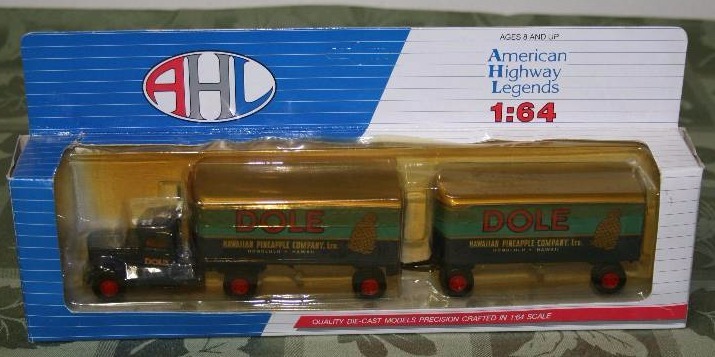 AHL
AGES 8 AND UP
American
Highway
Legends
1:64
DOLE
HAWAIIAN PINEAPPLE COMPANY, LTD.
HONOLULU • HAWAII
DOLE
HAWAIIAN PINEAPPLE COMPANY, LTD.
HONOLULU • HAWAII
DOLE
QUALITY DIE-CAST MODELS PRECISION CRAFTED IN 1:64 SCALE